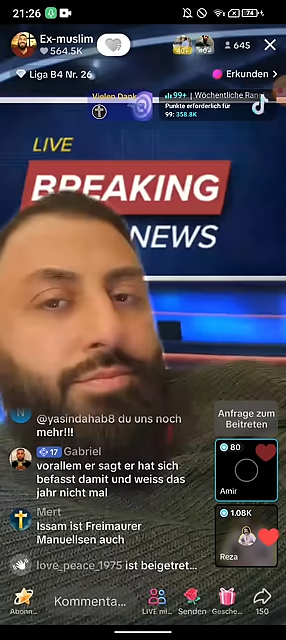 21:26
74
Ex-muslim
564.5K
645
Liga B4 Nr. 26
Erkunden >
Vielen Dank
99+ | Wöchentliche Ran
Punkte erforderlich für
99: 358.8K
LIVE
BREAKING
NEWS
@yasindahab8 du uns noch
mehr!!!
17 Gabriel
vorallem er sagt er hat sich
befasst damit und weiss das
jahr nicht mal
Mert
Issam ist Freimaurer
Manuellsen auch
love_peace_1975 ist beigetret...
Anfrage zum
Beitreten
80
Amir
1.08K
Reza
Abonn...
Kommenta...
LIVE mi...
Senden
Gesche...
150